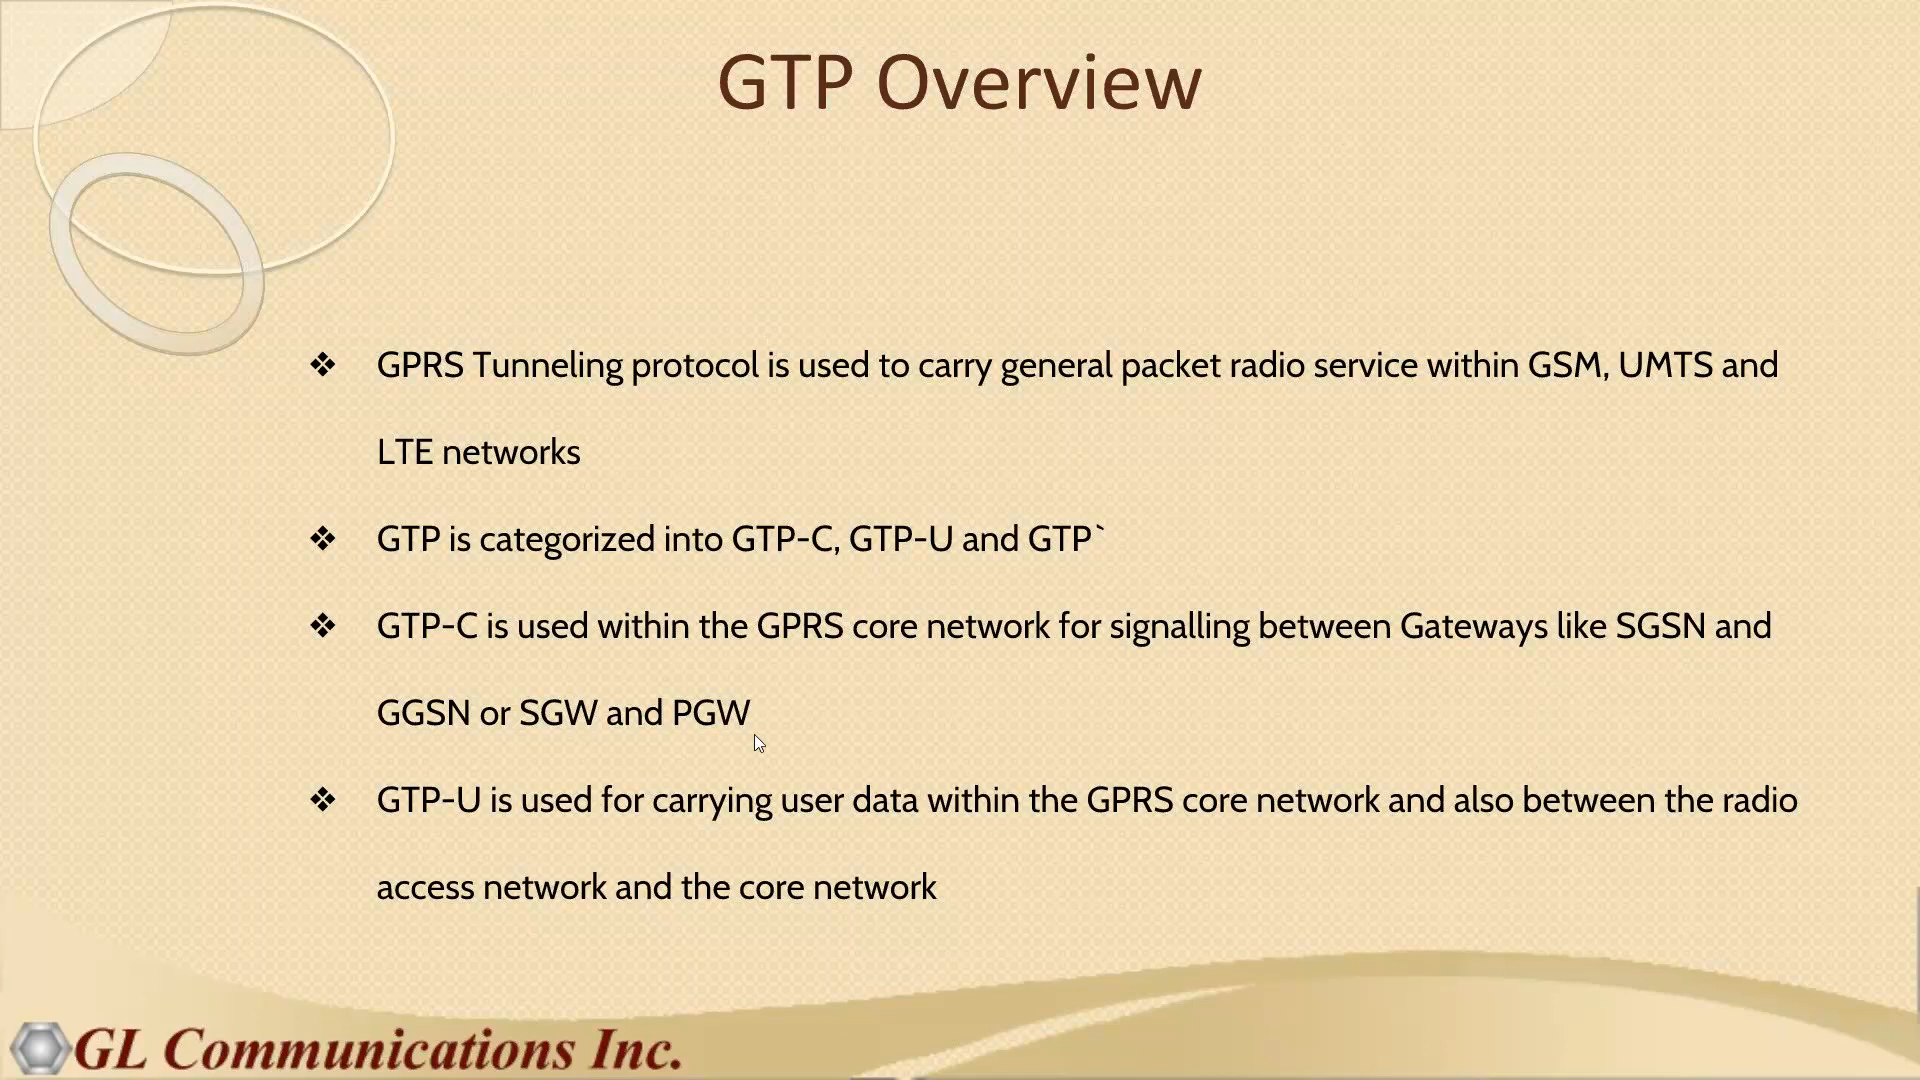 GTP Overview
❖ GPRS Tunneling protocol is used to carry general packet radio service within GSM, UMTS and
LTE networks
❖ GTP is categorized into GTP-C, GTP-U and GTP`
❖ GTP-C is used within the GPRS core network for signalling between Gateways like SGSN and
GGSN or SGW and PGW
❖ GTP-U is used for carrying user data within the GPRS core network and also between the radio
access network and the core network
GL Communications Inc.